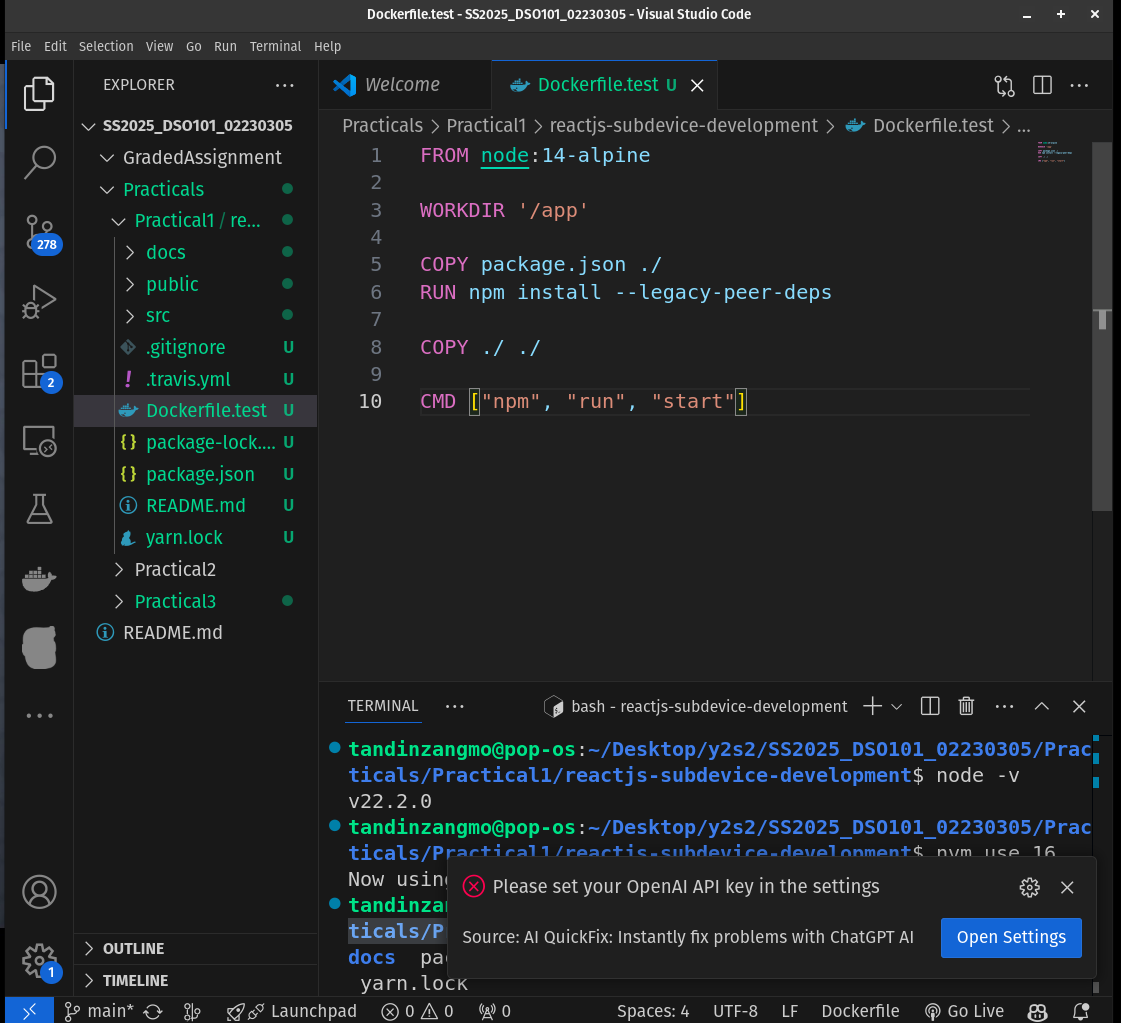 Dockerfile.test - SS2025_DSO101_02230305 - Visual Studio Code
File Edit Selection View Go Run Terminal Help
EXPLORER
SS2025_DSO101_02230305
GradedAssignment
Practicals
Practical1 / re...
docs
public
src
.gitignore U
.travis.yml U
Dockerfile.test U
package-lock.... U
package.json U
README.md U
yarn.lock U
Practical2
Practical3
README.md
OUTLINE
TIMELINE
278
2
1
Welcome
Dockerfile.test U
Practicals > Practical1 > reactjs-subdevice-development > Dockerfile.test > ...
1 FROM node:14-alpine
2
3 WORKDIR '/app'
4
5 COPY package.json ./
6 RUN npm install --legacy-peer-deps
7
8 COPY ./ ./
9
10 CMD ["npm", "run", "start"]
TERMINAL
bash - reactjs-subdevice-development
tandinzangmo@pop-os:~/Desktop/y2s2/SS2025_DSO101_02230305/Prac
ticals/Practical1/reactjs-subdevice-development$ node -v
v22.2.0
tandinzangmo@pop-os:~/Desktop/y2s2/SS2025_DSO101_02230305/Prac
ticals/Practical1/reactjs-subdevice-development$ nvm use 16
Now using
tandinza
ticals/P
docs pac
yarn.lock
Please set your OpenAI API key in the settings
Source: AI QuickFix: Instantly fix problems with ChatGPT AI
Open Settings
main* Launchpad 0 0 0 Spaces: 4 UTF-8 LF Dockerfile Go Live